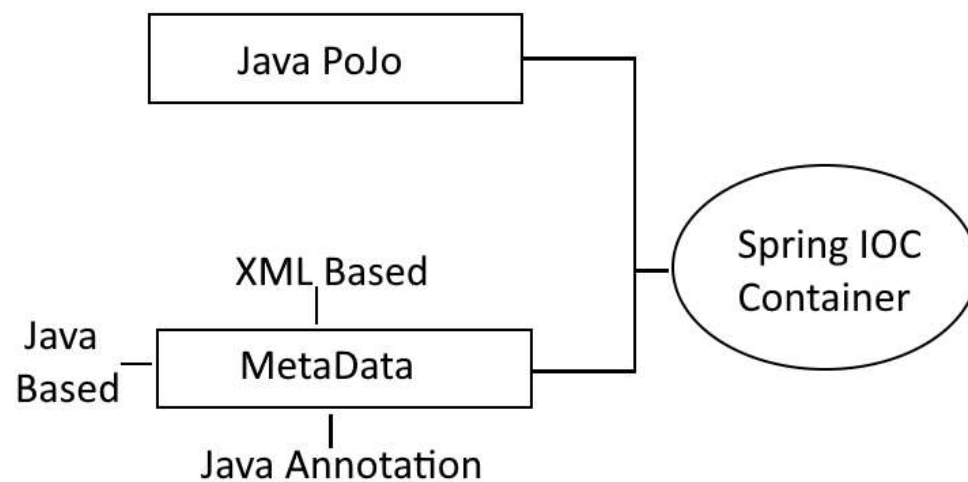 Java PoJo
Spring IOC
Container
XML Based
Java
Based
MetaData
Java Annotation